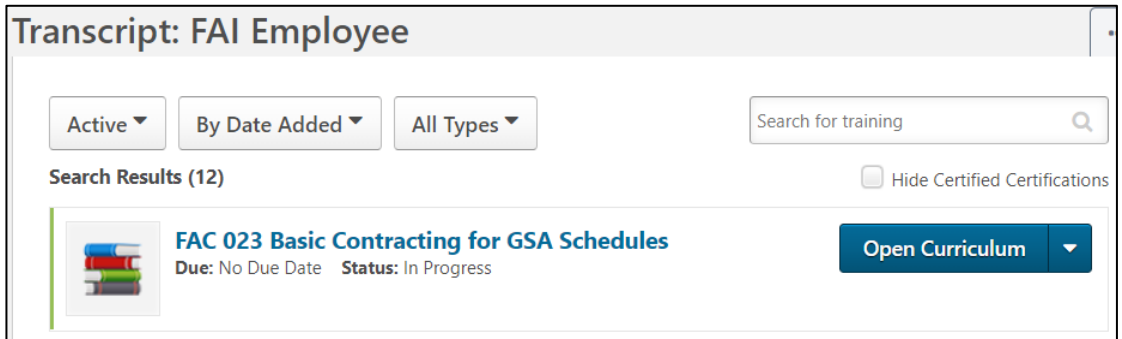 Transcript: FAI Employee
Active By Date Added All Types Search for training
Search Results (12) Hide Certified Certifications
FAC 023 Basic Contracting for GSA Schedules Open Curriculum
Due: No Due Date Status: In Progress